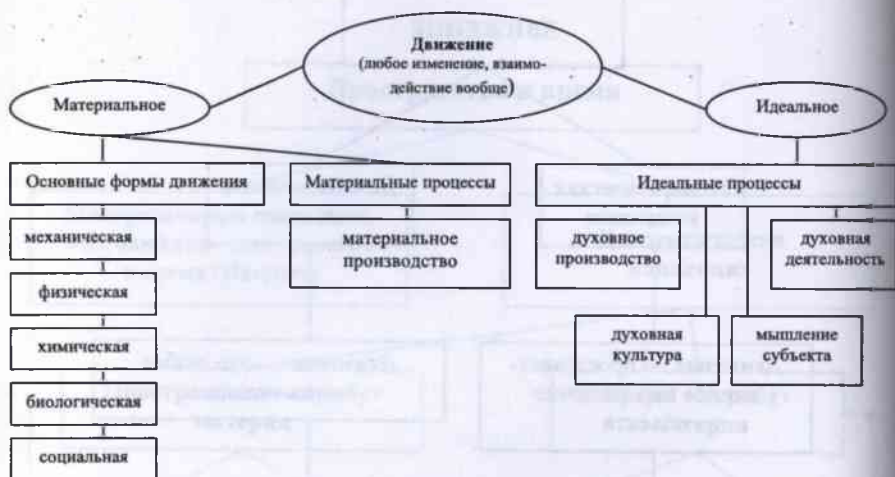 Движение
(любое изменение, взаимо-
действие вообще)
Материальное
Идеальное
Основные формы движения
Материальные процессы
Идеальные процессы
механическая
физическая
химическая
биологическая
социальная
материальное
производство
духовное
производство
духовная
деятельность
духовная
культура
мышление
субъекта